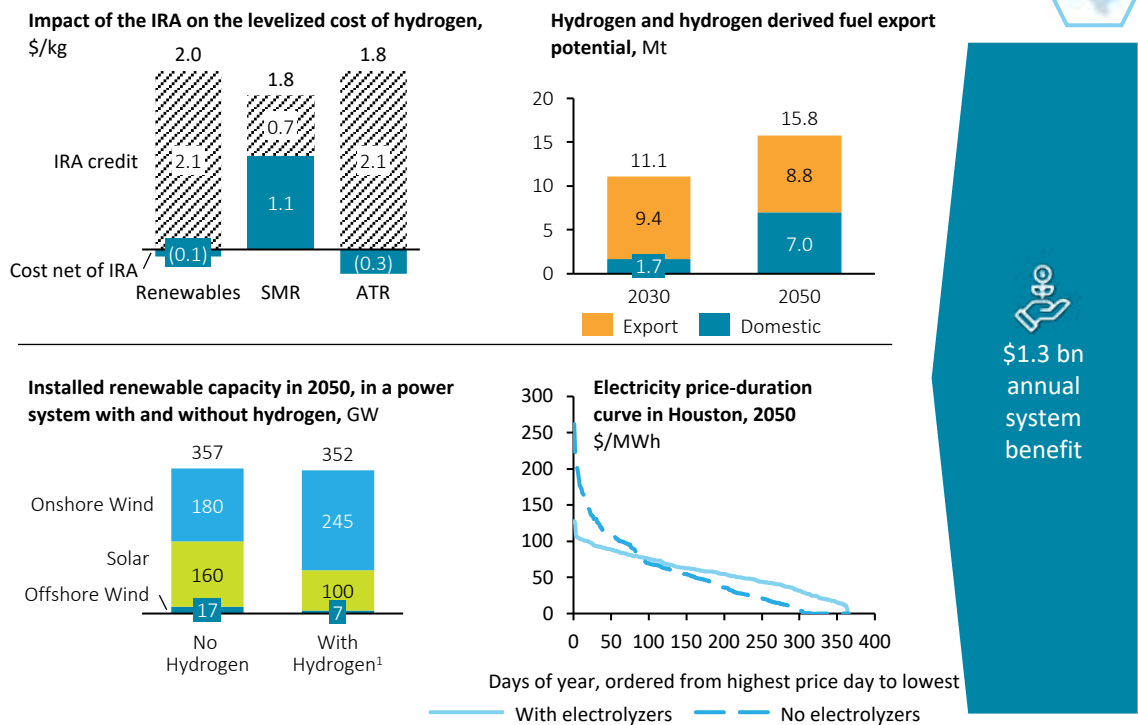 Impact of the IRA on the levelized cost of hydrogen,
$/kg
2.0
1.8
1.8
IRA credit
2.1
0.7
2.1
1.1
Cost net of IRA
(0.1)
(0.3)
Renewables
SMR
ATR
Hydrogen and hydrogen derived fuel export
potential, Mt
20
15
10
5
0
11.1
15.8
9.4
8.8
1.7
7.0
2030
2050
Export
Domestic
Installed renewable capacity in 2050, in a power
system with and without hydrogen, GW
357
352
Onshore Wind
180
245
Solar
160
100
Offshore Wind
17
7
No
Hydrogen
With
Hydrogen¹
Electricity price-duration
curve in Houston, 2050
$/MWh
300
250
200
150
100
50
0
0 50 100 150 200 250 300 350 400
Days of year, ordered from highest price day to lowest
With electrolyzers
No electrolyzers
$1.3 bn
annual
system
benefit